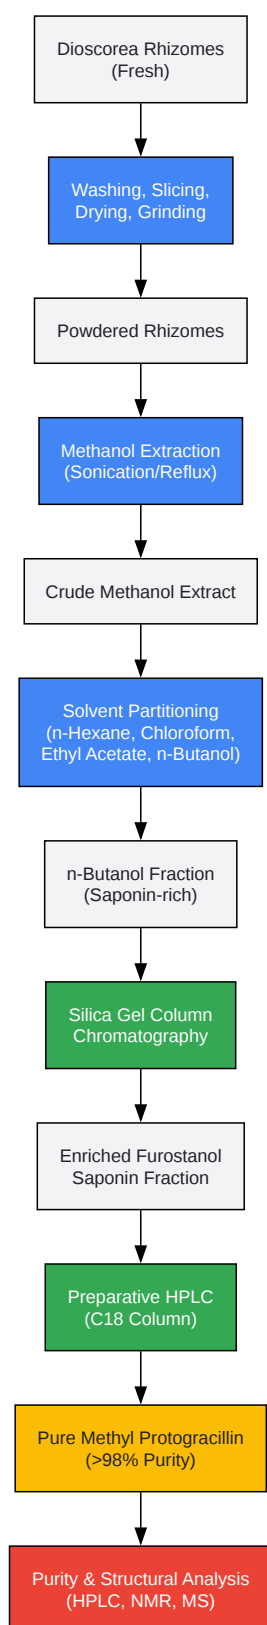 Dioscorea Rhizomes
(Fresh)
Washing, Slicing,
Drying, Grinding
Powdered Rhizomes
Methanol Extraction
(Sonication/Reflux)
Crude Methanol Extract
Solvent Partitioning
(n-Hexane, Chloroform,
Ethyl Acetate, n-Butanol)
n-Butanol Fraction
(Saponin-rich)
Silica Gel Column
Chromatography
Enriched Furostanol
Saponin Fraction
Preparative HPLC
(C18 Column)
Pure Methyl Protogracillin
(>98% Purity)
Purity & Structural Analysis
(HPLC, NMR, MS)